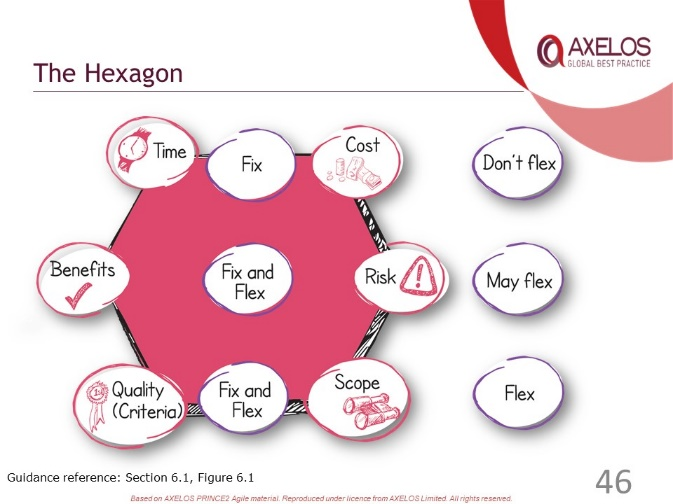 AXELOS
GLOBAL BEST PRACTICE
The Hexagon
Time
Fix
Cost
Don't flex
Benefits
Fix and
Flex
Risk
!
May flex
1st
Quality
(Criteria)
Fix and
Flex
Scope
Flex
Guidance reference: Section 6.1, Figure 6.1
46
Based on AXELOS PRINCE2 Agile material. Reproduced under licence from AXELOS Limited. All rights reserved.